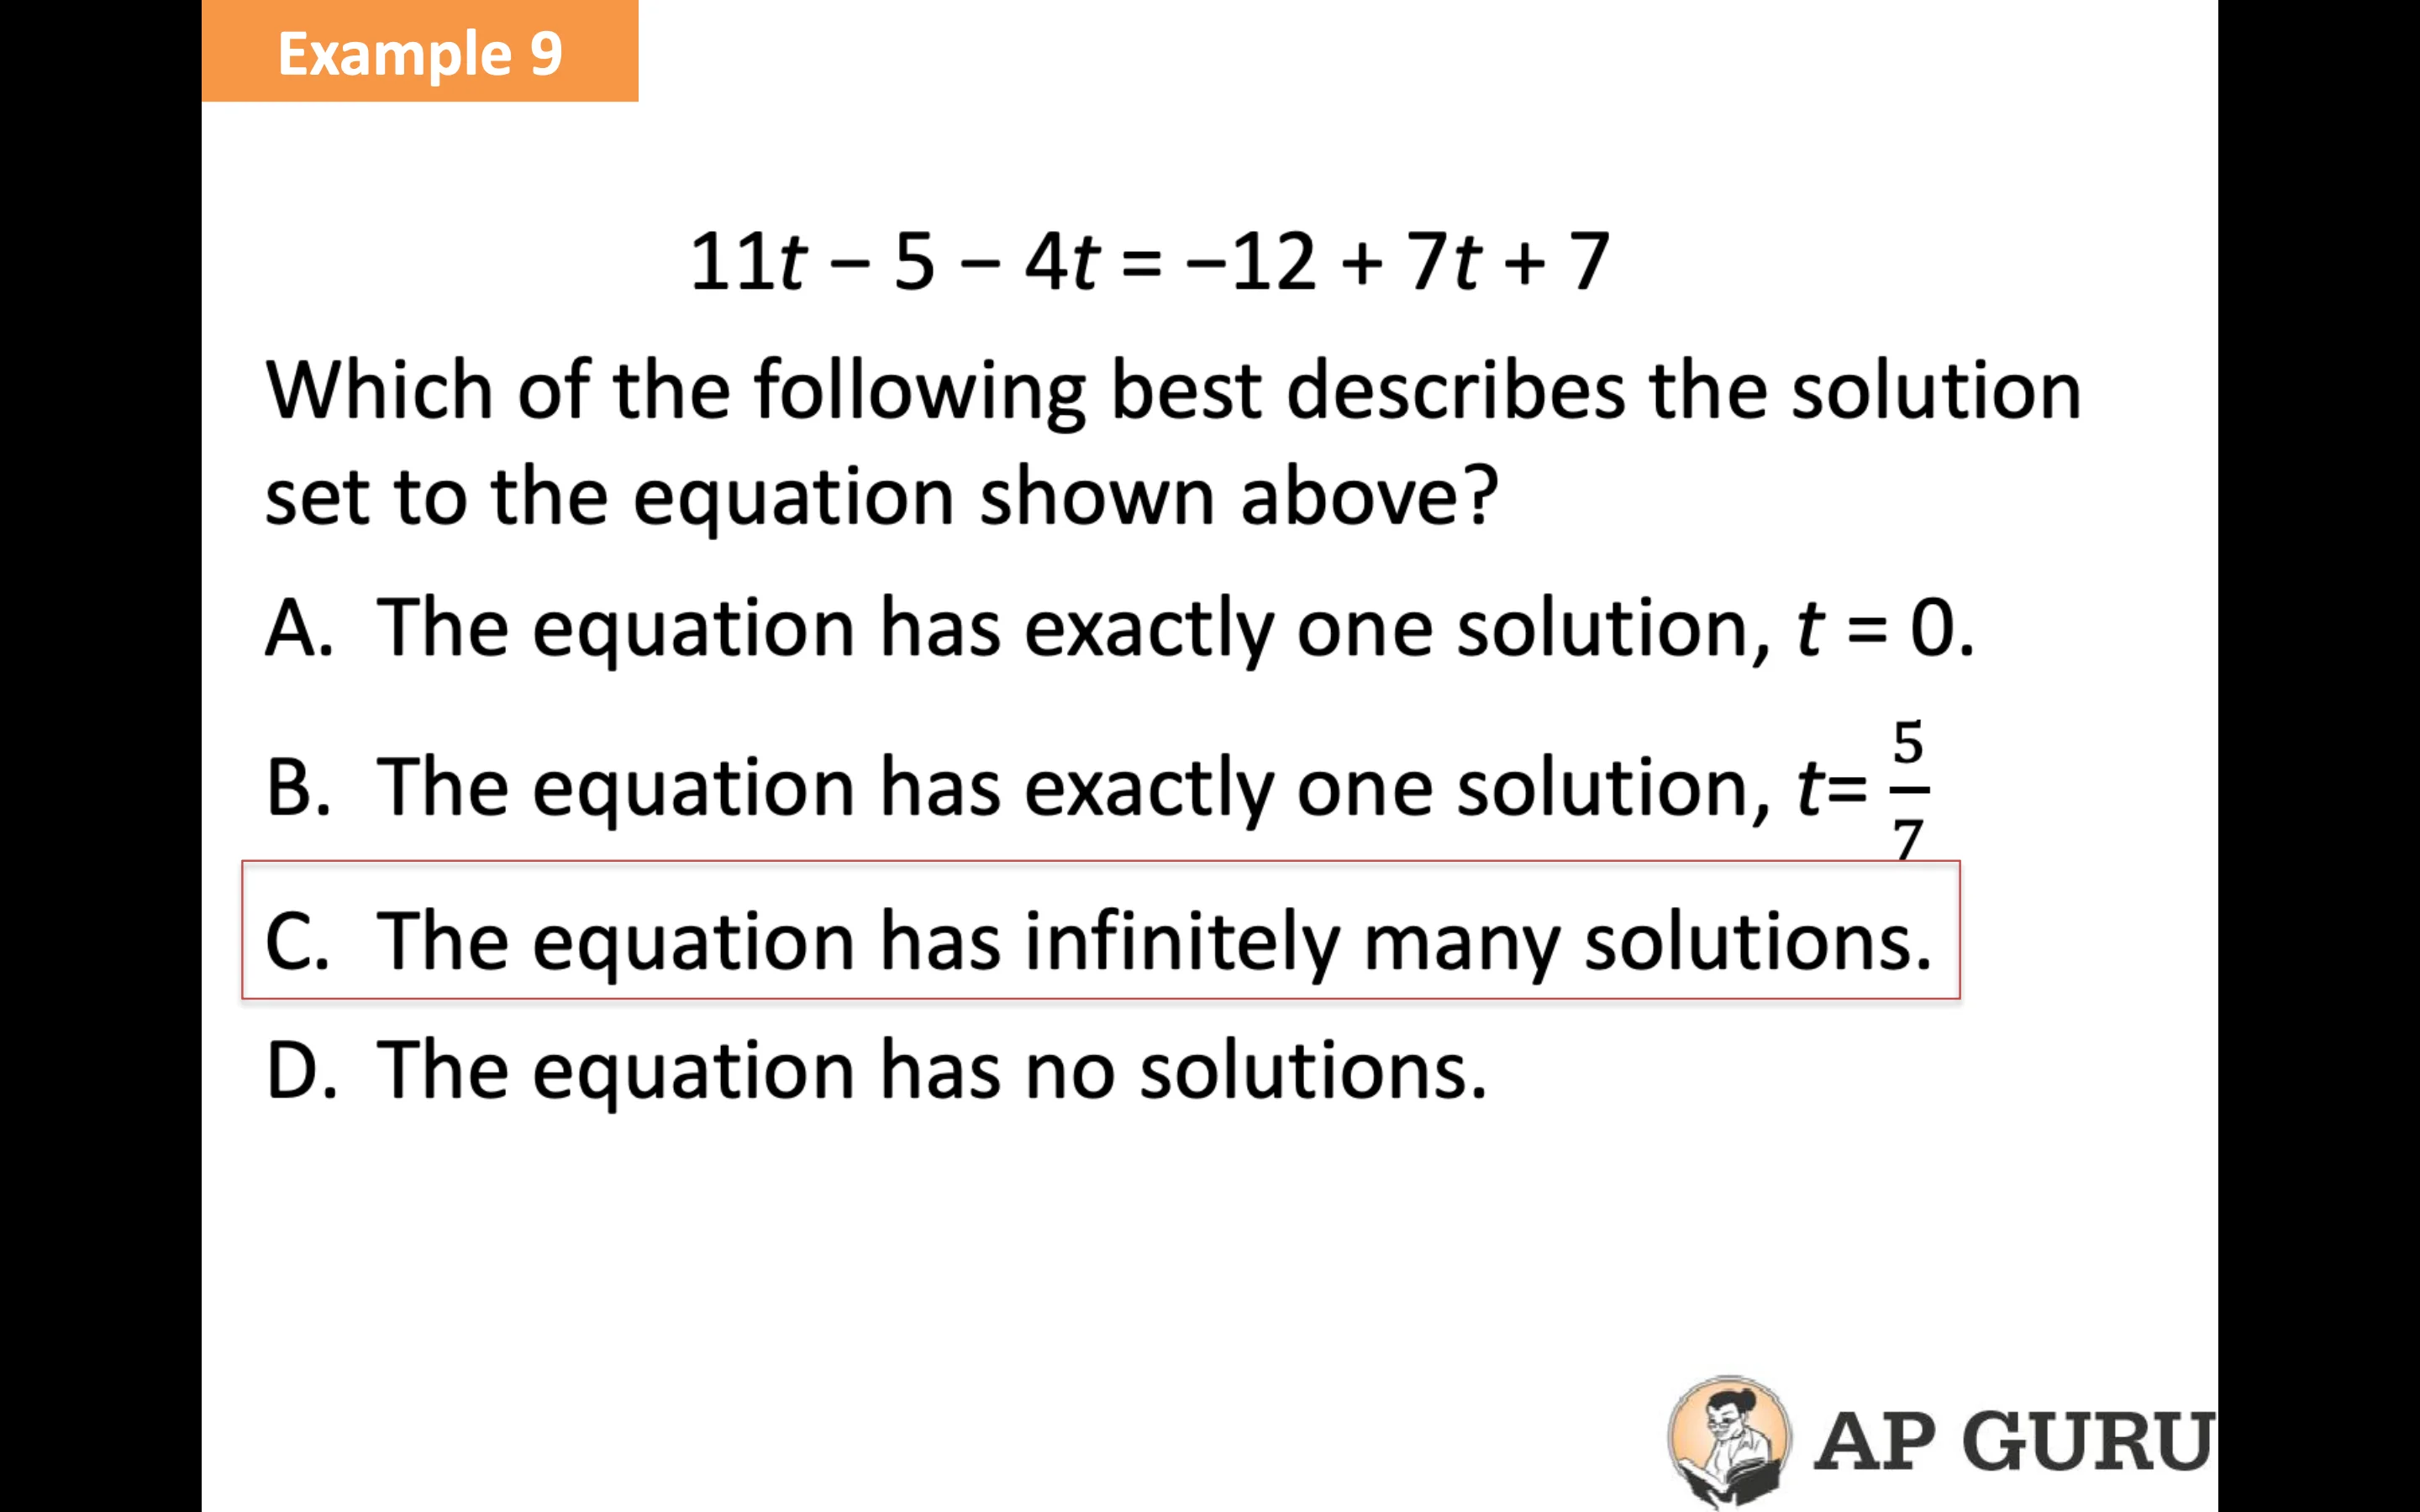 Example 9
11t – 5 – 4t = –12 + 7t + 7
Which of the following best describes the solution
set to the equation shown above?
A. The equation has exactly one solution, t = 0.
B. The equation has exactly one solution, t= 5/7
C. The equation has infinitely many solutions.
D. The equation has no solutions.
AP GURU